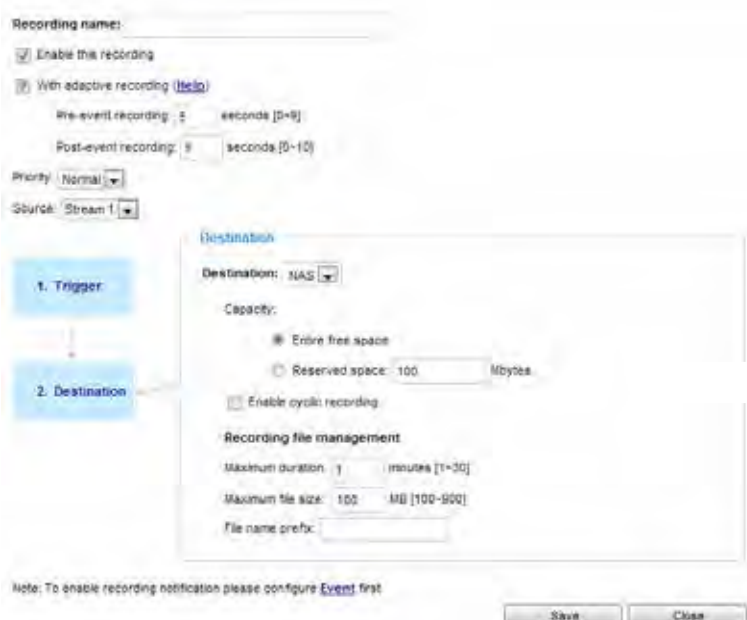 Recording name:
Enable this recording
With adaptive recording (Help)
Pre-event recording: seconds [0~9]
Post-event recording: seconds [0~10]
Priority: Normal
Source: Stream 1
Destination
Destination: NAS
1. Trigger
Capacity:
Entire free space
Reserved space: 100 Mbytes
2. Destination
Enable cyclic recording
Recording file management
Maximum duration: 1 minutes [1~30]
Maximum file size: 100 MB [100~900]
File name prefix:
Note: To enable recording notification please configure Event first
Save Close